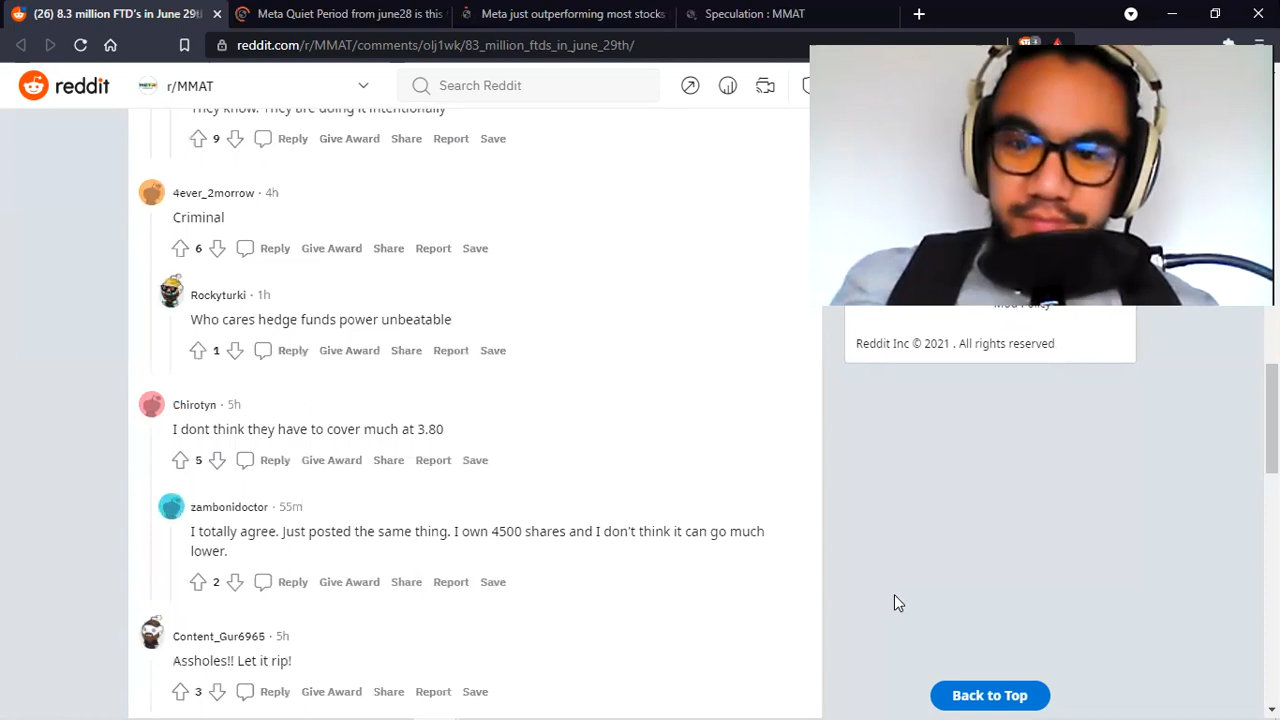 (26) 8.3 million FTD's in June 29th
Meta Quiet Period from june28 is this
Meta just outperforming most stocks
Speculation : MMAT
reddit.com/r/MMAT/comments/olj1wk/83_million_ftds_in_june_29th/
reddit
r/MMAT
Search Reddit
They know. They are doing it intentionally
9 Reply Give Award Share Report Save
4ever_2morrow · 4h
Criminal
6 Reply Give Award Share Report Save
Rockyturki · 1h
Who cares hedge funds power unbeatable
1 Reply Give Award Share Report Save
Mod Policy
Reddit Inc © 2021 . All rights reserved
Chirotyn · 5h
I dont think they have to cover much at 3.80
5 Reply Give Award Share Report Save
zambonidoctor · 55m
I totally agree. Just posted the same thing. I own 4500 shares and I don't think it can go much
lower.
2 Reply Give Award Share Report Save
Content_Gur6965 · 5h
Assholes!! Let it rip!
3 Reply Give Award Share Report Save
Back to Top